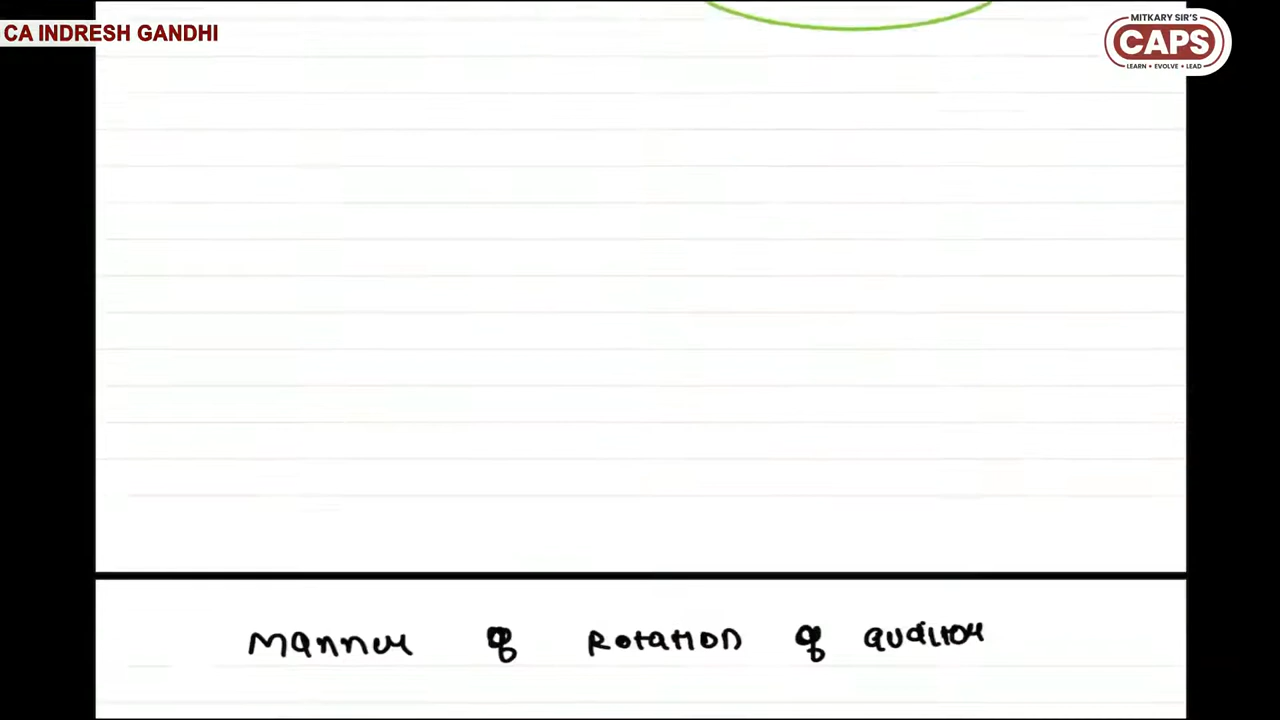 CA INDRESH GANDHI
MITKARY SIR'S
CAPS
LEARN • EVOLVE • LEAD
Manner of Rotation of auditor